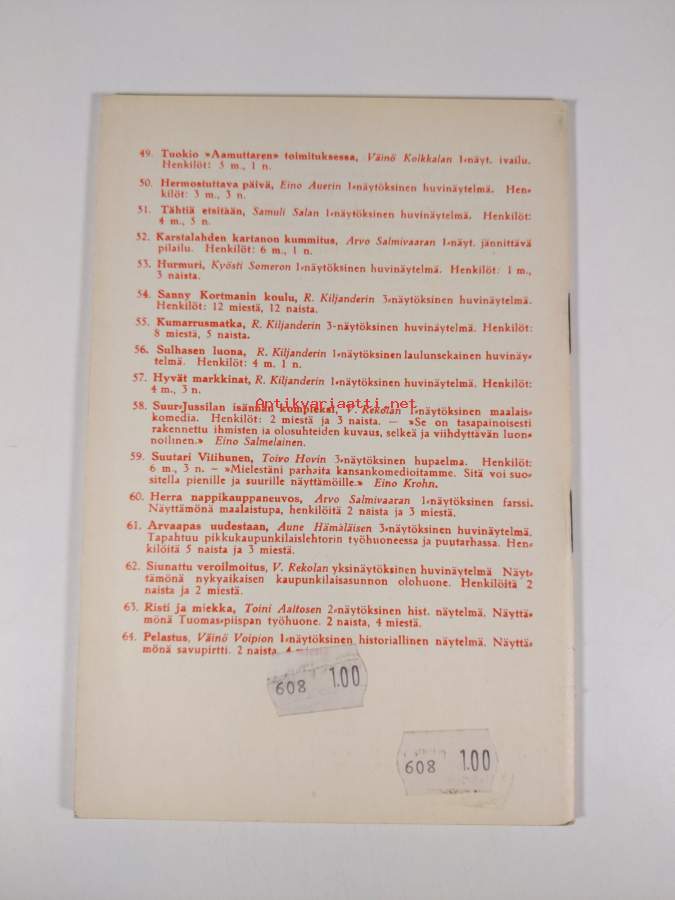 49. Tuokio »Aamuttaren» toimituksessa, Väinö Kolkkalan 1-näyt. ivailu.
Henkilöt: 5 m., 1 n.
50. Hermostuttava päivä, Eino Auerin 1-näytöksinen huvinäytelmä. Hen-
kilöt: 3 m., 3 n.
51. Tähtiä etsitään, Samuli Salan 1-näytöksinen huvinäytelmä. Henkilöt:
4 m., 5 n.
52. Karstalahden kartanon kummitus, Arvo Salmivaaran 1-näyt. jännittävä
pilailu. Henkilöt: 6 m., 1 n.
53. Hurmuri, Kyösti Someron 1-näytöksinen huvinäytelmä. Henkilöt: 1 m.,
3 naista.
54. Sanny Kortmanin koulu, R. Kiljanderin 3-näytöksinen huvinäytelmä.
Henkilöt: 12 miestä, 12 naista.
55. Kumarrusmatka, R. Kiljanderin 3-näytöksinen huvinäytelmä. Henkilöt:
8 miestä, 5 naista.
56. Sulhasen luona, R. Kiljanderin 1-näytöksinen laulunsekainen huvinäy-
telmä. Henkilöt: 4 m. 1 n.
57. Hyvät markkinat, R. Kiljanderin 1-näytöksinen huvinäytelmä. Henkilöt:
4 m., 3 n.
Antikvariaatti.net
58. Suur-Jussilan isännän kompleksi, V. Rekolan 1-näytöksinen maalais-
komedia. Henkilöt: 2 miestä ja 3 naista. — »Se on tasapainoisesti
rakennettu ihmisten ja olosuhteiden kuvaus, selkeä ja viihdyttävän luon-
noilinen.» Eino Salmelainen.
59. Suutari Vilihunen, Toivo Hovin 3-näytöksinen hupaelma. Henkilöt:
6 m., 3 n. – »Mielestäni parhaita kansankomedioitamme. Sitä voi suo-
sitella pienille ja suurille näyttämöille.» Eino Krohn.
60. Herra nappikauppaneuvos, Arvo Salmivaaran 1-näytöksinen farssi.
Näyttämönä maalaistupa, henkilöitä 2 naista ja 3 miestä.
61. Arvaapas uudestaan, Aune Hämäläisen 3-näytöksinen huvinäytelmä.
Tapahtuu pikkukaupunkilaislehtorin työhuoneessa ja puutarhassa. Hen-
kilöitä 5 naista ja 3 miestä.
62. Siunattu veroilmoitus, V. Rekolan yksinäytöksinen huvinäytelmä Näyt-
tämönä nykyaikaisen kaupunkilaisasunnon olohuone. Henkilöitä 2
naista ja 2 miestä.
63. Risti ja miekka, Toini Aaltosen 2-näytöksinen hist. näytelmä. Näyttä-
mönä Tuomas-piispan työhuone. 2 naista, 4 miestä.
64. Pelastus, Väinö Voipion 1-näytöksinen historiallinen näytelmä. Näyttä-
mönä savupirtti. 2 naista, 4 miestä
608 1.00
608 1.00